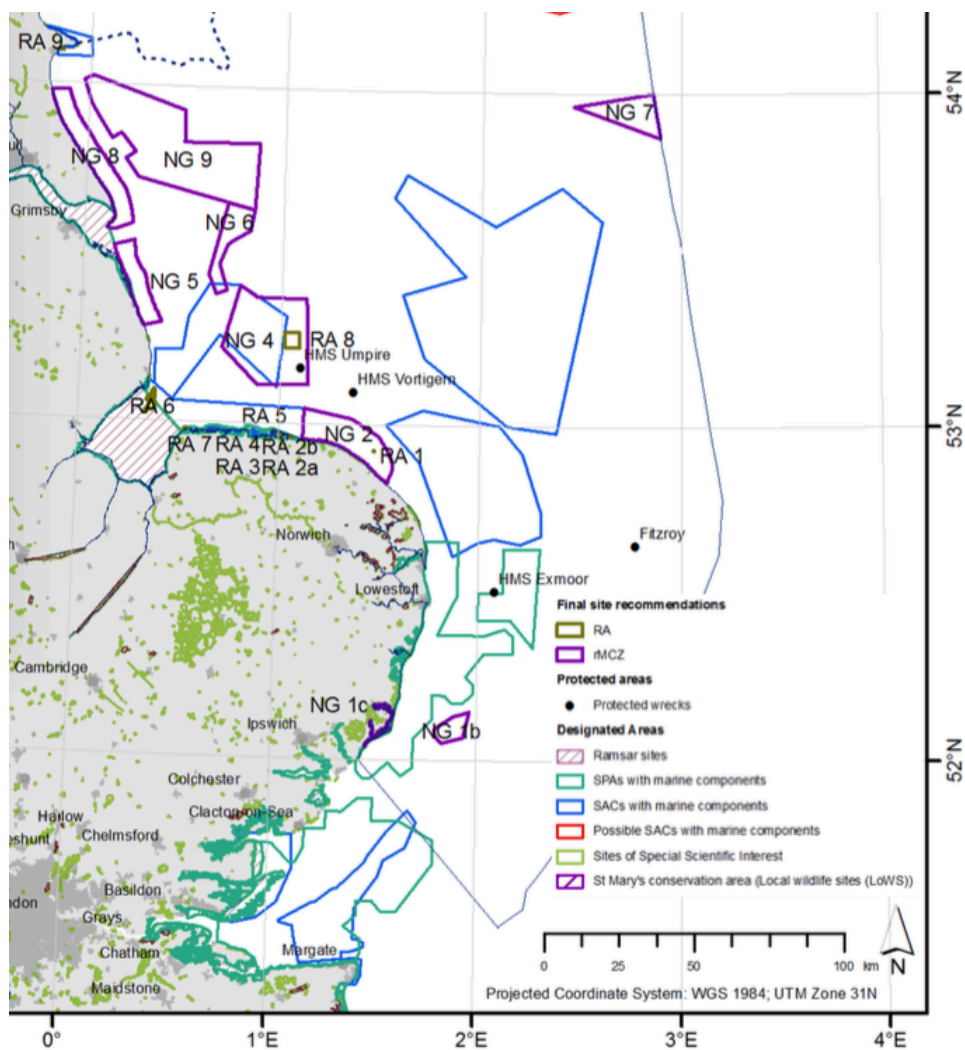 RA 9
54°N
NG 7
NG 8
NG 9
Grimsby
NG 6
NG 5
NG 4
RA 8
HMS Umpire
HMS Vortigern
RA 6
RA 5
53°N
NG 2
RA 7
RA 4
RA 2b
RA 1
RA 3
RA 2a
Norwich
Fitzroy
HMS Exmoor
Lowestoft
Final site recommendations
RA
rMCZ
Cambridge
Protected areas
Protected wrecks
NG 1c
Ipswich
NG 1b
Designated Areas
Ramsar sites
52°N
SPAs with marine components
Colchester
SACs with marine components
Clacton-on-Sea
Harlow
Possible SACs with marine components
eshunt
Chelmsford
Sites of Special Scientific Interest
St Mary's conservation area (Local wildlife sites (LoWS))
Basildon
ndon
Grays
Chatham
Margate
Maidstone
0 25 50 100 km
N
Projected Coordinate System: WGS 1984; UTM Zone 31N
0° 1°E 2°E 3°E 4°E